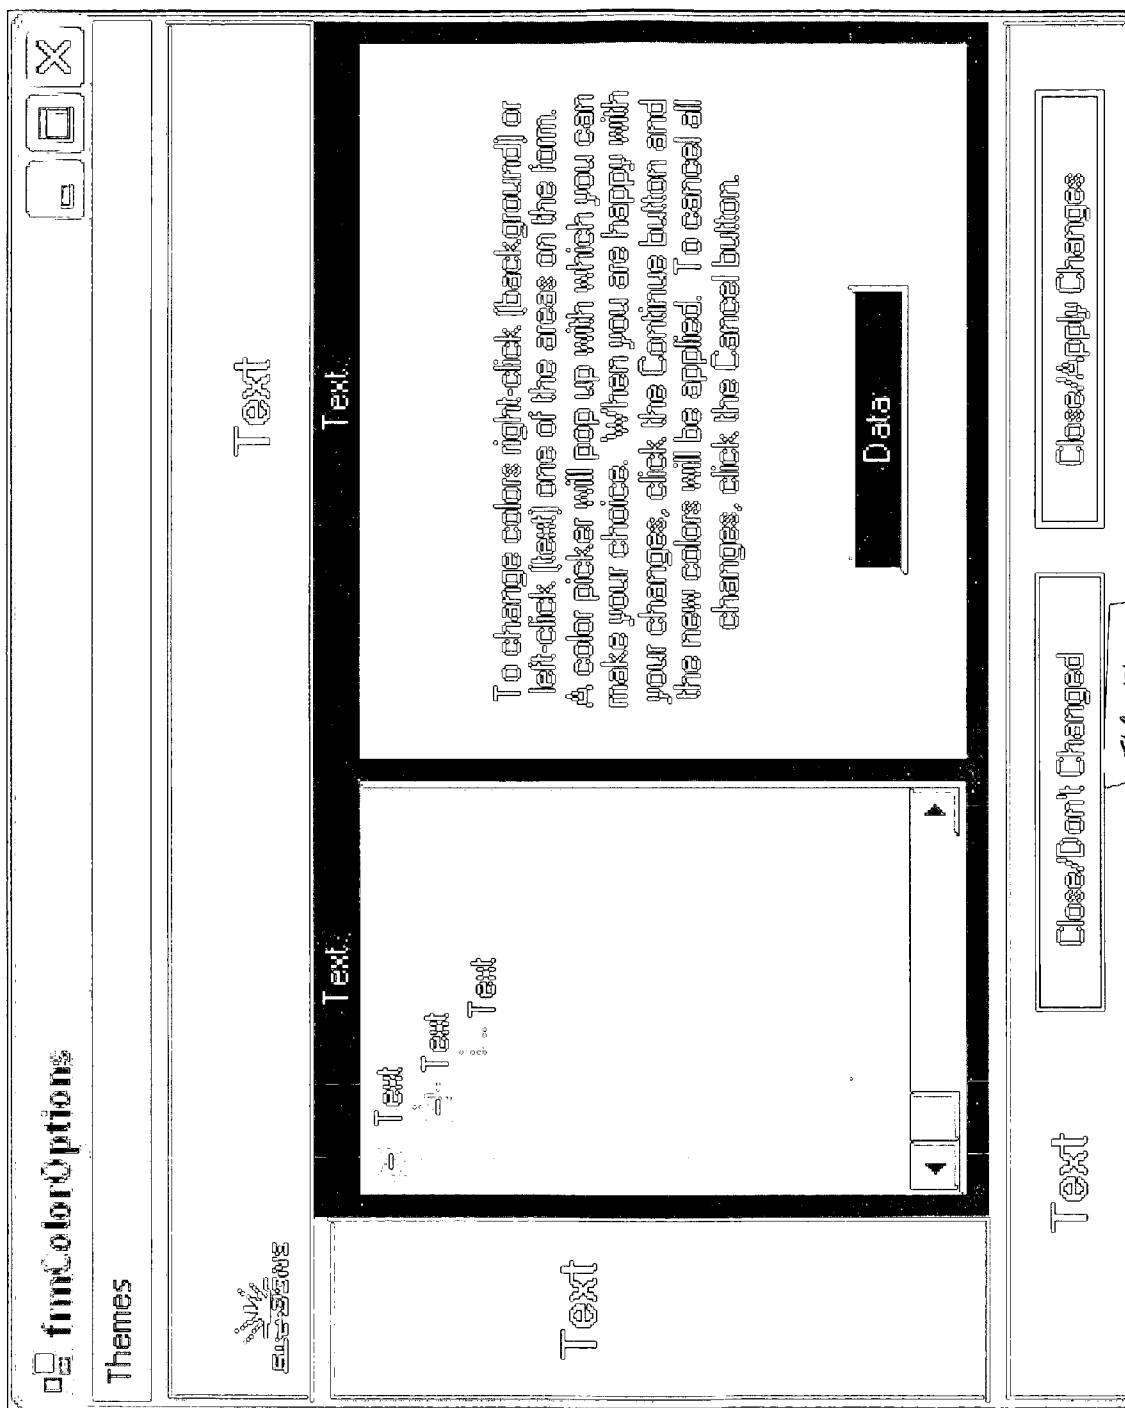 frmColorOptions
Themes
Text
Text
Text
Text
Text
Text
Text
To change colors right-click (background) or
left-click (text) one of the areas on the form.
A color picker will pop up with which you can
make your choice. When you are happy with
your changes, click the Continue button and
the new colors will be applied. To cancel all
changes, click the Cancel button.
Data
Text
Close/Don't Changed
Close/Apply Changes